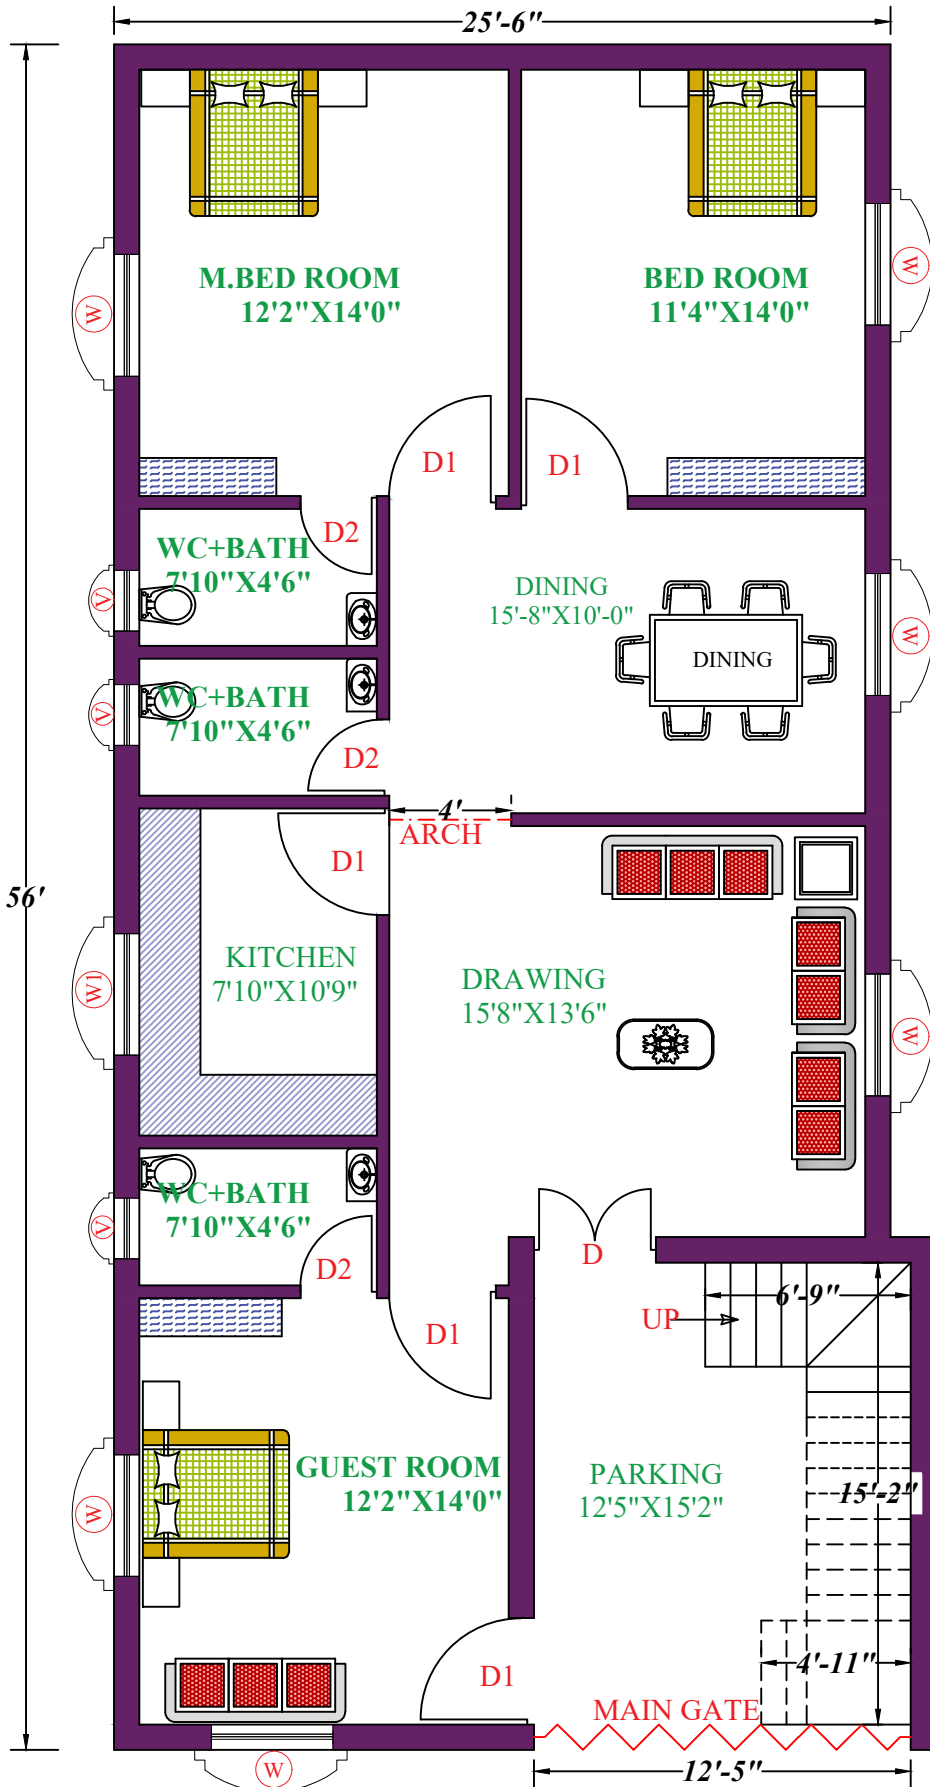 25'-6"
M.BED ROOM
12'2"X14'0"
BED ROOM
11'4"X14'0"
W
W
D1
D1
D2
WC+BATH
7'10"X4'6"
V
DINING
15'-8"X10'-0"
W
DINING
WC+BATH
7'10"X4'6"
V
D2
4'
ARCH
D1
56'
KITCHEN
7'10"X10'9"
W1
DRAWING
15'8"X13'6"
W
WC+BATH
7'10"X4'6"
V
D2
D
D1
6'-9"
UP
GUEST ROOM
12'2"X14'0"
W
PARKING
12'5"X15'2"
15'-2"
D1
4'-11"
MAIN GATE
W
12'-5"